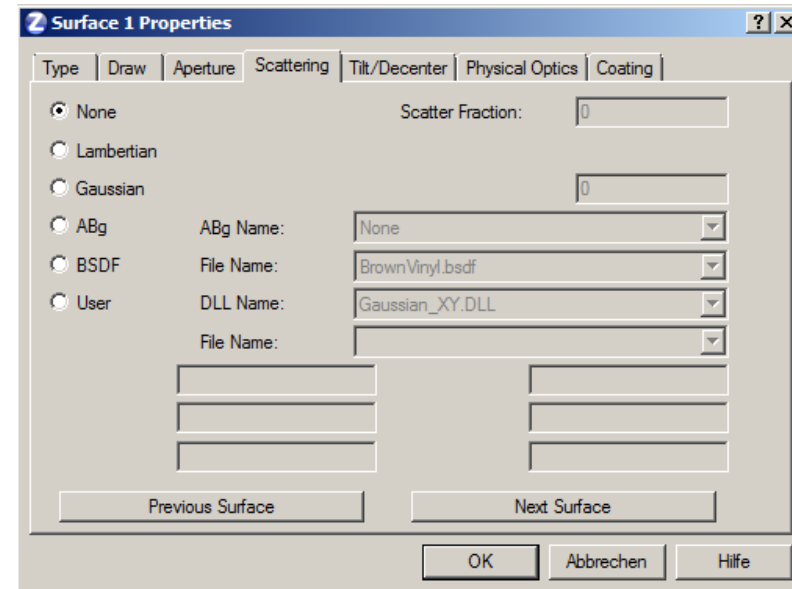 Surface 1 Properties
Type Draw Aperture Scattering Tilt/Decenter Physical Optics Coating
None Scatter Fraction: 0
Lambertian
Gaussian 0
ABg ABg Name: None
BSDF File Name: BrownVinyl.bsdf
User DLL Name: Gaussian_XY.DLL
File Name:
Previous Surface Next Surface
OK Abbrechen Hilfe